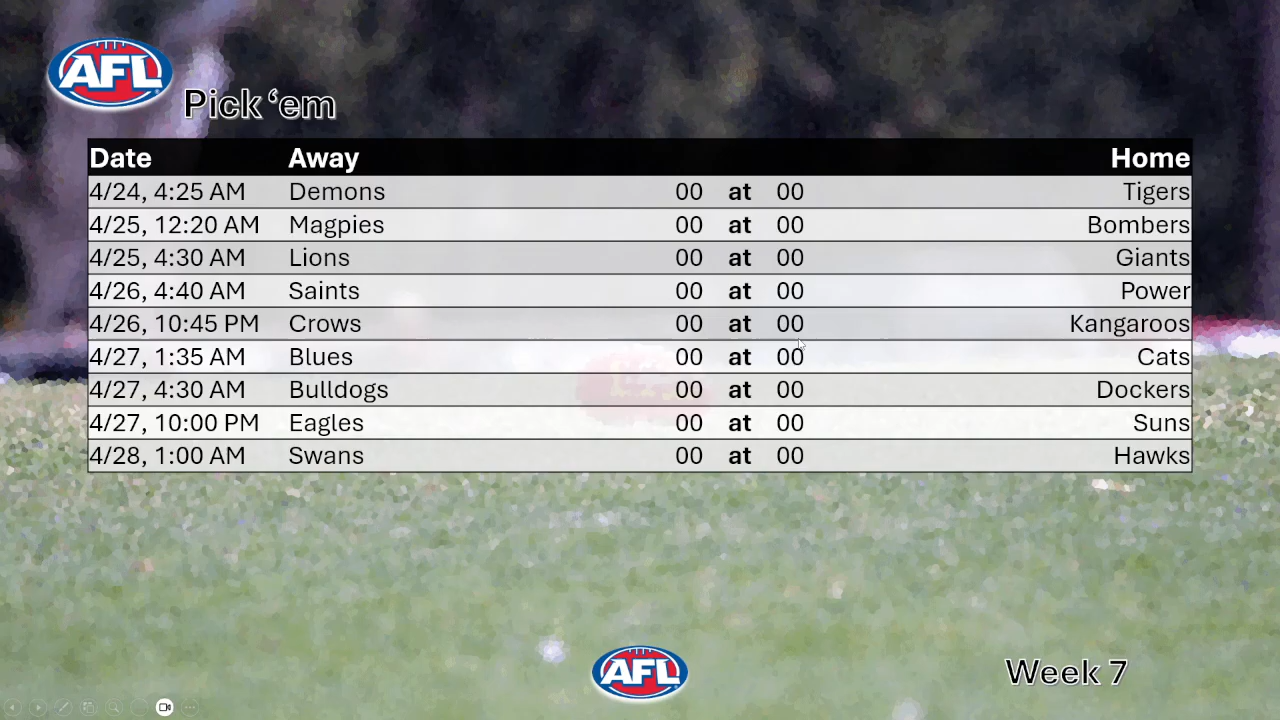 AFL
Pick ‘em
Date Away Home
4/24, 4:25 AM Demons 00 at 00 Tigers
4/25, 12:20 AM Magpies 00 at 00 Bombers
4/25, 4:30 AM Lions 00 at 00 Giants
4/26, 4:40 AM Saints 00 at 00 Power
4/26, 10:45 PM Crows 00 at 00 Kangaroos
4/27, 1:35 AM Blues 00 at 00 Cats
4/27, 4:30 AM Bulldogs 00 at 00 Dockers
4/27, 10:00 PM Eagles 00 at 00 Suns
4/28, 1:00 AM Swans 00 at 00 Hawks
AFL
Week 7